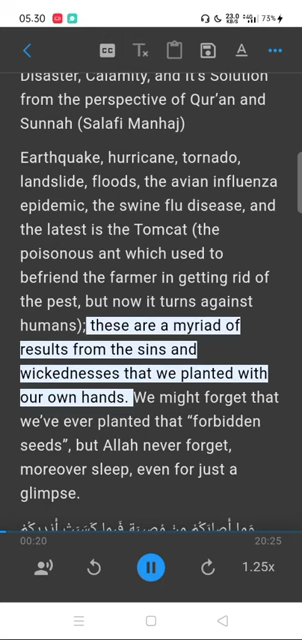 05.30
23.0
KB/S
73%
CC
Disaster, Calamity, and it's Solution
from the perspective of Qur'an and
Sunnah (Salafi Manhaj)
Earthquake, hurricane, tornado,
landslide, floods, the avian influenza
epidemic, the swine flu disease, and
the latest is the Tomcat (the
poisonous ant which used to
befriend the farmer in getting rid of
the pest, but now it turns against
humans); these are a myriad of
results from the sins and
wickednesses that we planted with
our own hands. We might forget that
we've ever planted that “forbidden
seeds”, but Allah never forget,
moreover sleep, even for just a
glimpse.
وَمَا أَصَابَكُمْ مِنْ مُصِيبَةٍ فَبِمَا كَسَبَتْ أَيْدِيكُمْ
00:20
20:25
1.25x